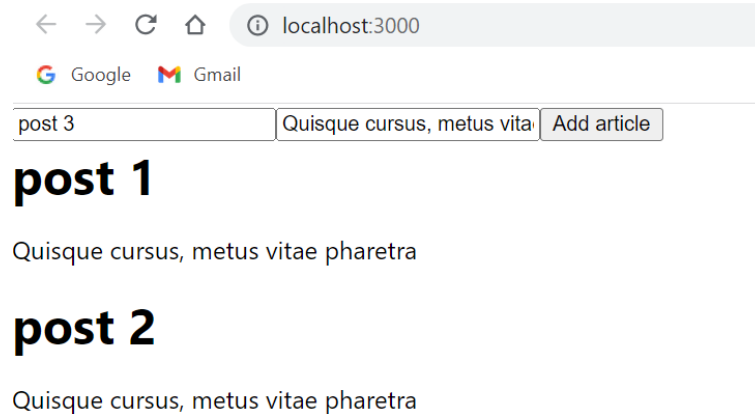 localhost:3000
Google Gmail
post 3 Quisque cursus, metus vita Add article
post 1
Quisque cursus, metus vitae pharetra
post 2
Quisque cursus, metus vitae pharetra